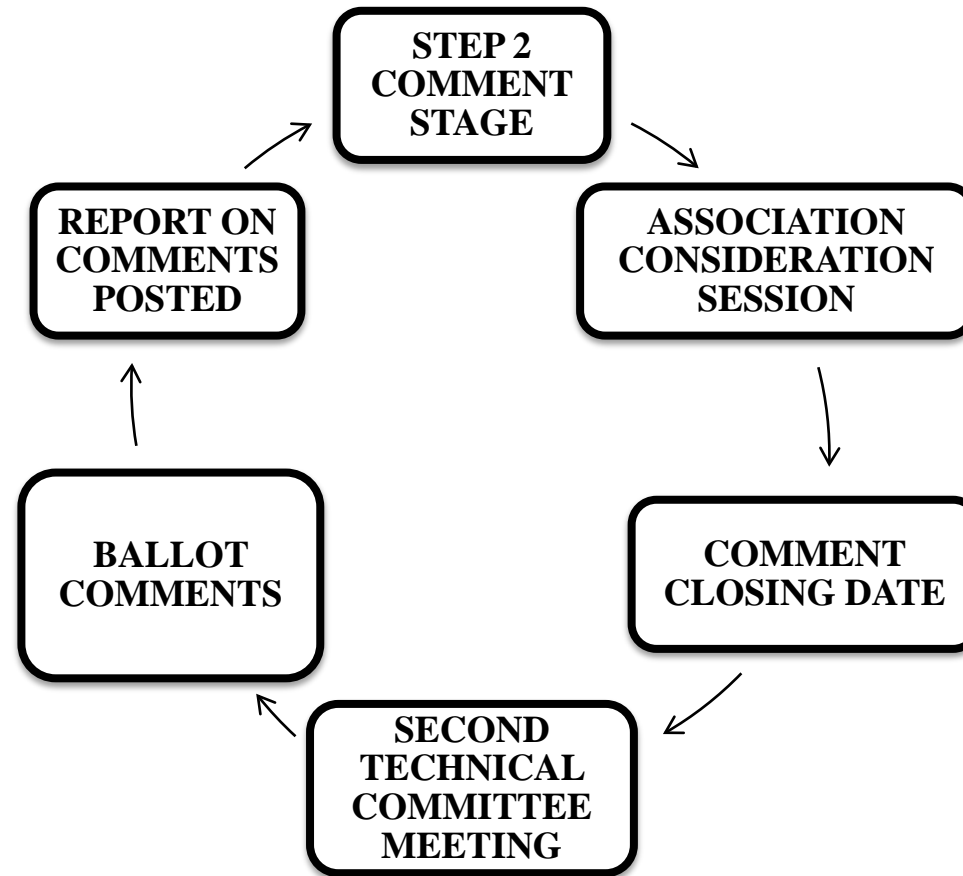 STEP 2
COMMENT
STAGE
ASSOCIATION
CONSIDERATION
SESSION
COMMENT
CLOSING DATE
SECOND
TECHNICAL
COMMITTEE
MEETING
BALLOT
COMMENTS
REPORT ON
COMMENTS
POSTED